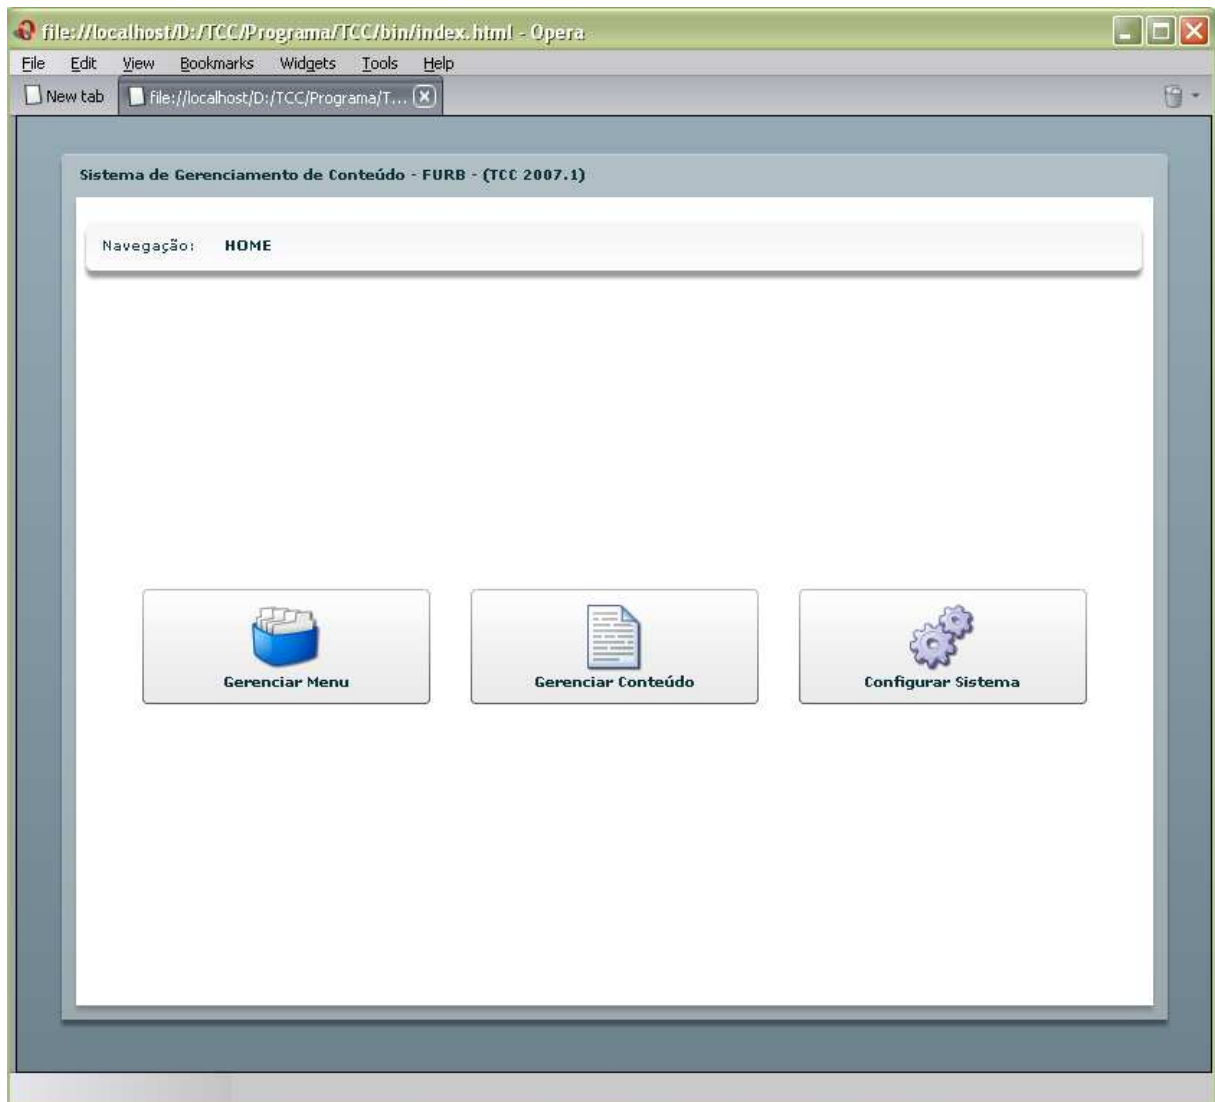 file://localhost/D:/TCC/Programa/TCC/bin/index.html - Opera
File Edit View Bookmarks Widgets Tools Help
New tab file://localhost/D:/TCC/Programa/T...
Sistema de Gerenciamento de Conteúdo - FURB - (TCC 2007.1)
Navegação: HOME
Gerenciar Menu Gerenciar Conteúdo Configurar Sistema